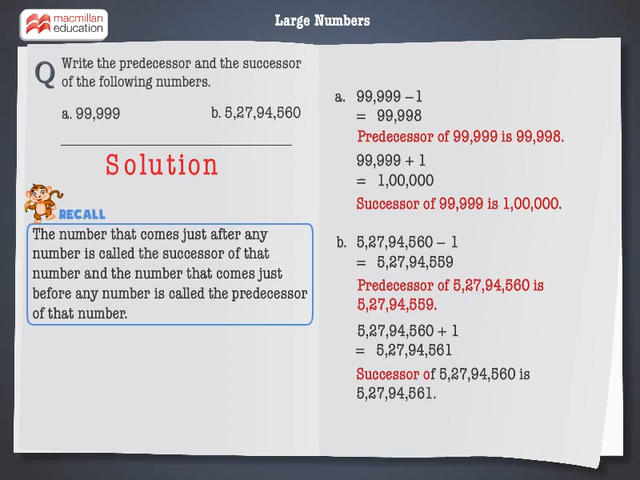 macmillan
education
Large Numbers
Q Write the predecessor and the successor
of the following numbers.
a. 99,999 b. 5,27,94,560
Solution
RECALL
The number that comes just after any
number is called the successor of that
number and the number that comes just
before any number is called the predecessor
of that number.
a. 99,999 – 1
= 99,998
Predecessor of 99,999 is 99,998.
99,999 + 1
= 1,00,000
Successor of 99,999 is 1,00,000.
b. 5,27,94,560 – 1
= 5,27,94,559
Predecessor of 5,27,94,560 is
5,27,94,559.
5,27,94,560 + 1
= 5,27,94,561
Successor of 5,27,94,560 is
5,27,94,561.